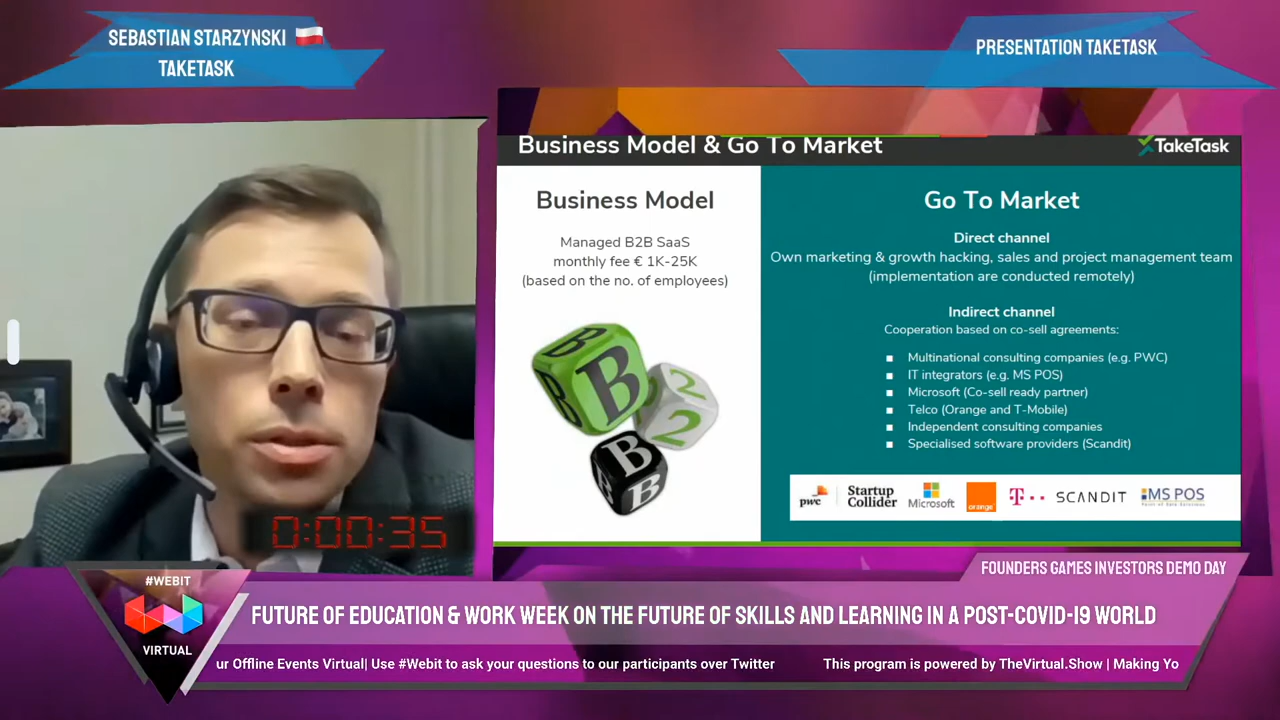 SEBASTIAN STARZYNSKI
TAKETASK
PRESENTATION TAKETASK
Business Model & Go To Market
TakeTask
Business Model
Managed B2B SaaS
monthly fee € 1K-25K
(based on the no. of employees)
B
B
B
2
2
B
B
B
Go To Market
Direct channel
Own marketing & growth hacking, sales and project management team
(implementation are conducted remotely)
Indirect channel
Cooperation based on co-sell agreements:
▪ Multinational consulting companies (e.g. PWC)
▪ IT integrators (e.g. MS POS)
▪ Microsoft (Co-sell ready partner)
▪ Telco (Orange and T-Mobile)
▪ Independent consulting companies
▪ Specialised software providers (Scandit)
pwc Startup Collider Microsoft orange T SCANDIT MS POS
0:00:35
FOUNDERS GAMES INVESTORS DEMO DAY
#WEBIT
VIRTUAL
FUTURE OF EDUCATION & WORK WEEK ON THE FUTURE OF SKILLS AND LEARNING IN A POST-COVID-19 WORLD
ur Offline Events Virtual| Use #Webit to ask your questions to our participants over Twitter
This program is powered by TheVirtual.Show | Making Yo